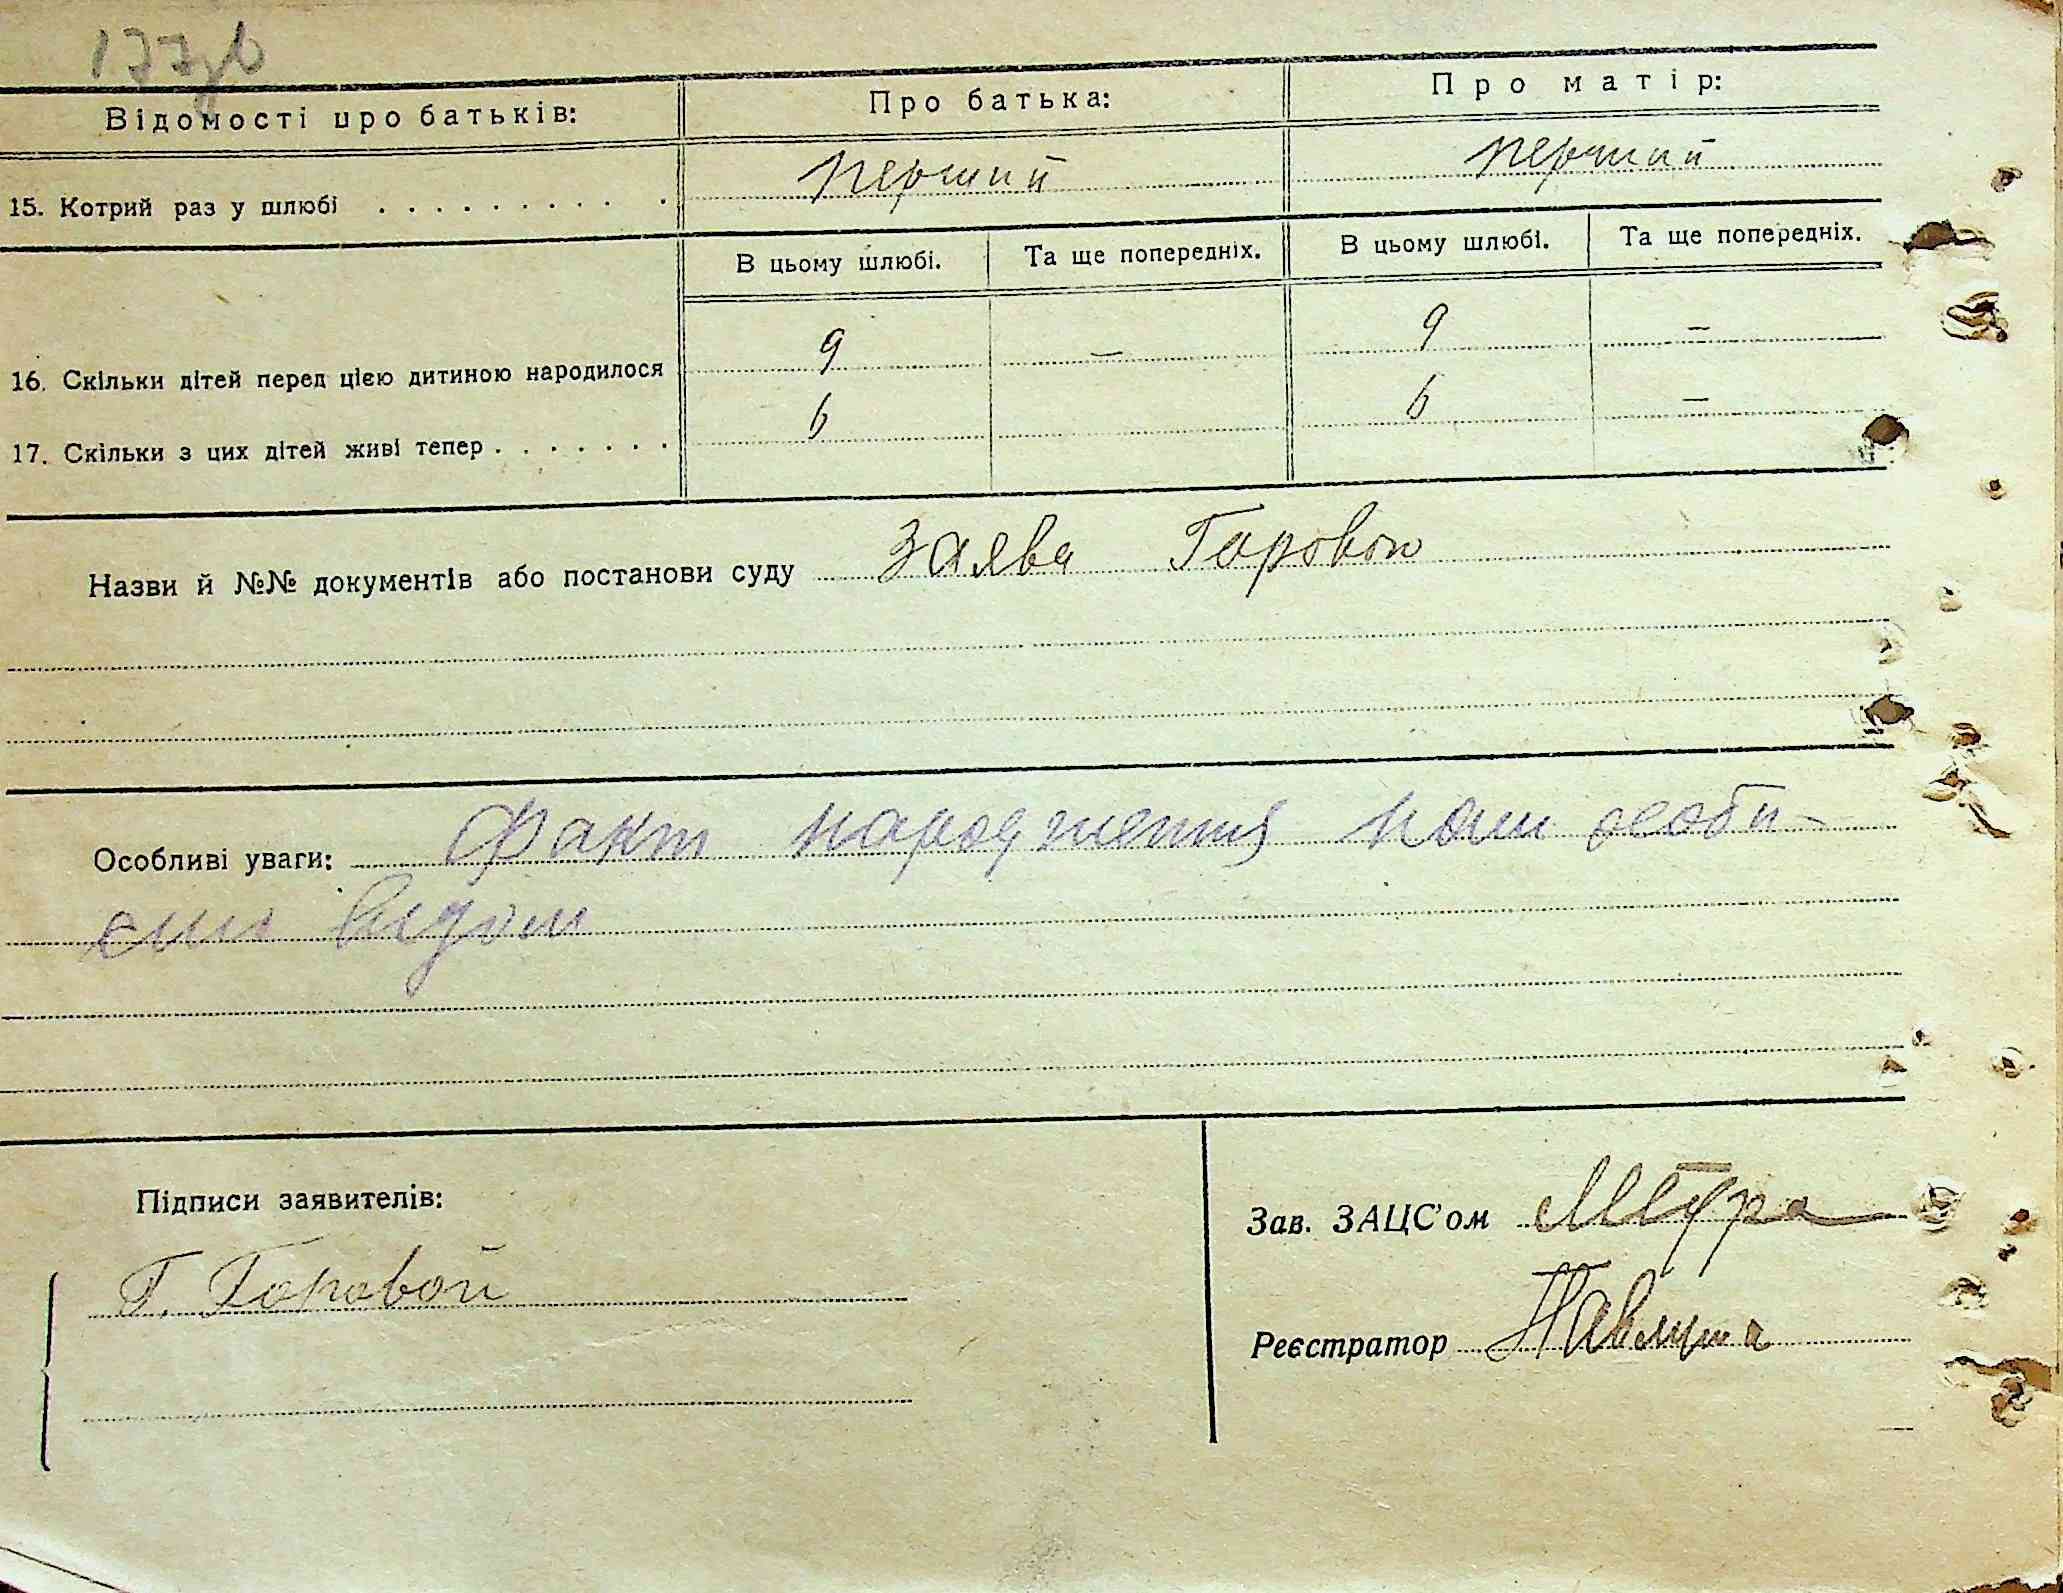 177зв
Відомості про батьків: Про батька: Про матір:
15. Котрий раз у шлюбі . . . . . . . . . . перший перший
В цьому шлюбі. Та ще попередніх. В цьому шлюбі. Та ще попередніх.
16. Скільки дітей перед цією дитиною народилося 9 — 9 —
17. Скільки з цих дітей живі тепер . . . . . . . 6 6 —
Назви й №№ документів або постанови суду заява Горовой
Особливі уваги: Факт народження нам особи-
сто відом
Підписи заявителів:
Г. Горовой
Зав. ЗАЦС'ом
Реєстратор